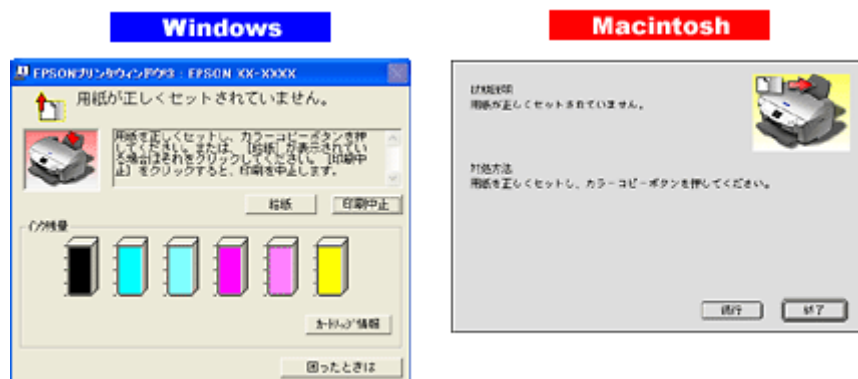 Windows
EPSONプリンタウィンドウ!3 : EPSON XX-XXXX
用紙が正しくセットされていません。
用紙を正しくセットし、カラーコピーボタンを押
してください。または、[給紙]が表示されてい
る場合はそれをクリックしてください。[印刷中
止]をクリックすると、印刷を中止します。
給紙
印刷中止
インク残量
カートリッジ情報
困ったときは
Macintosh
状態説明
用紙が正しくセットされていません。
対処方法
用紙を正しくセットし、カラーコピーボタンを押してください。
続行
終了